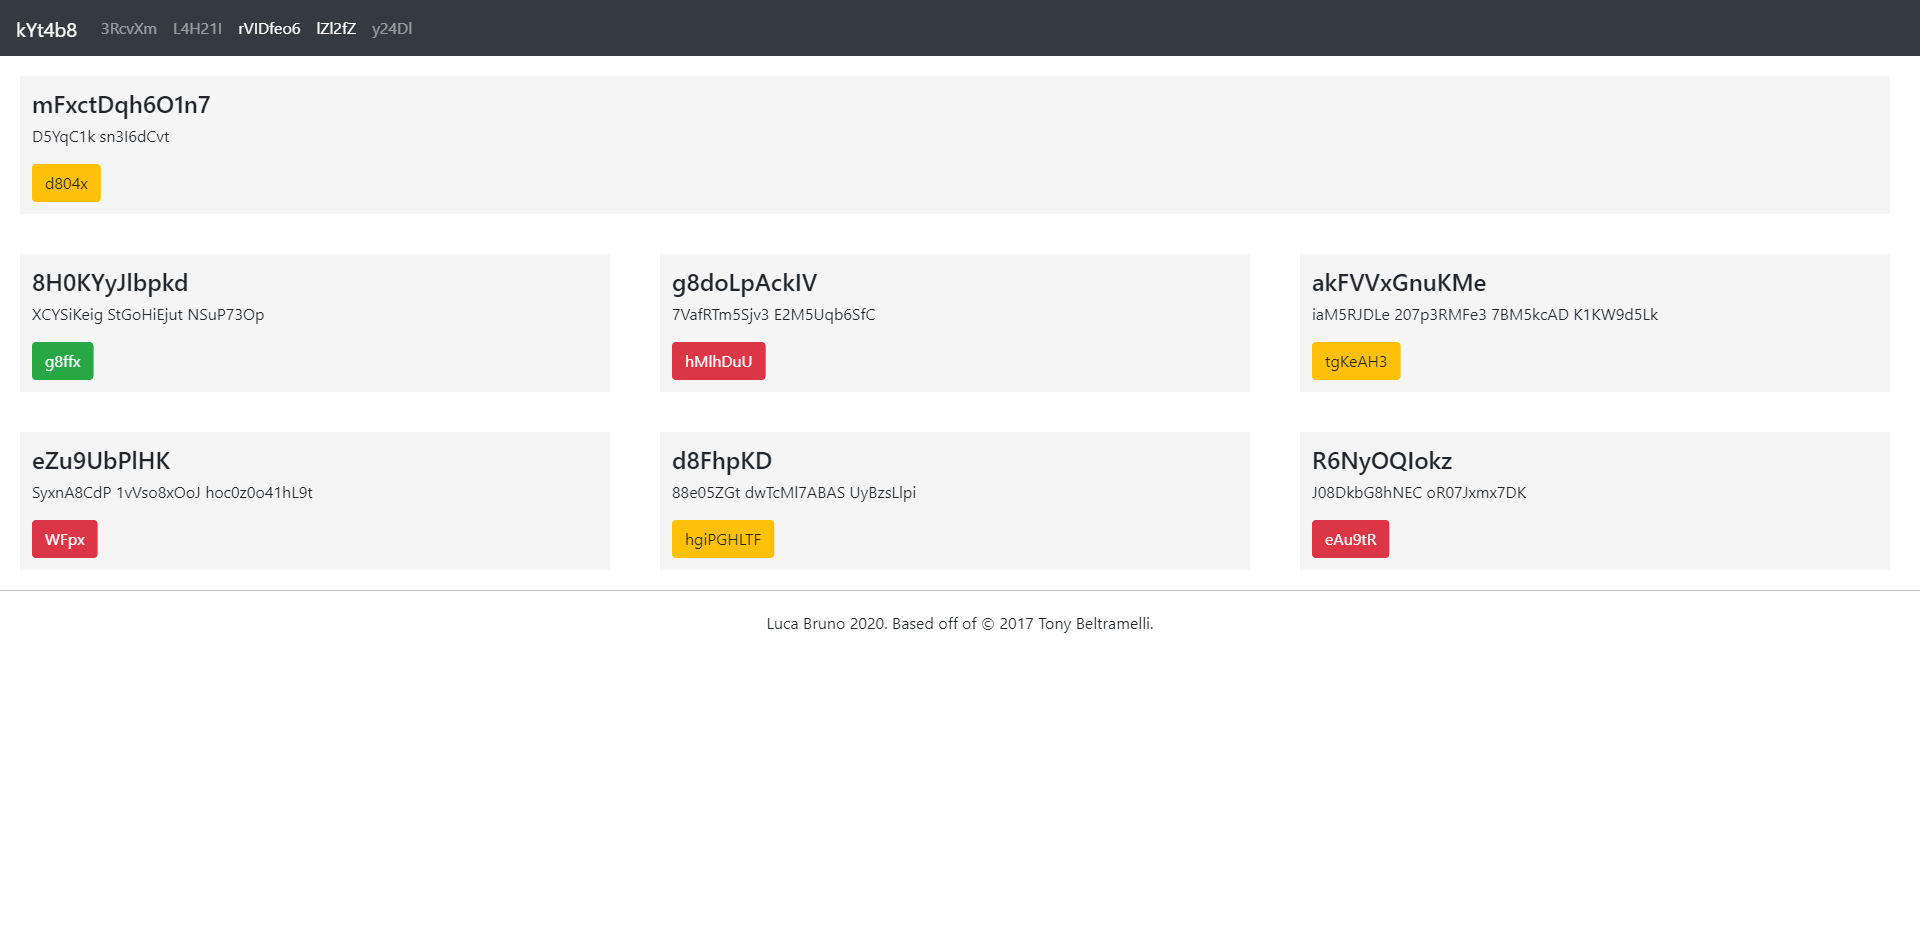 kYt4b8 3RcvXm L4H21I rVIDfeo6 lZl2fZ y24Dl
mFxctDqh6O1n7
D5YqC1k sn3I6dCvt
d804x
8H0KYyJlbpkd
XCYSiKeig StGoHiEjut NSuP73Op
g8ffx
g8doLpAckIV
7VafRTm5Sjv3 E2M5Uqb6SfC
hMlhDuU
akFVVxGnuKMe
iaM5RJDLe 207p3RMFe3 7BM5kcAD K1KW9d5Lk
tgKeAH3
eZu9UbPlHK
SyxnA8CdP 1vVso8xOoJ hoc0z0o41hL9t
WFpx
d8FhpKD
88e05ZGt dwTcMl7ABAS UyBzsLlpi
hgiPGHLTF
R6NyOQIokz
J08DkbG8hNEC oR07Jxmx7DK
eAu9tR
Luca Bruno 2020. Based off of © 2017 Tony Beltramelli.